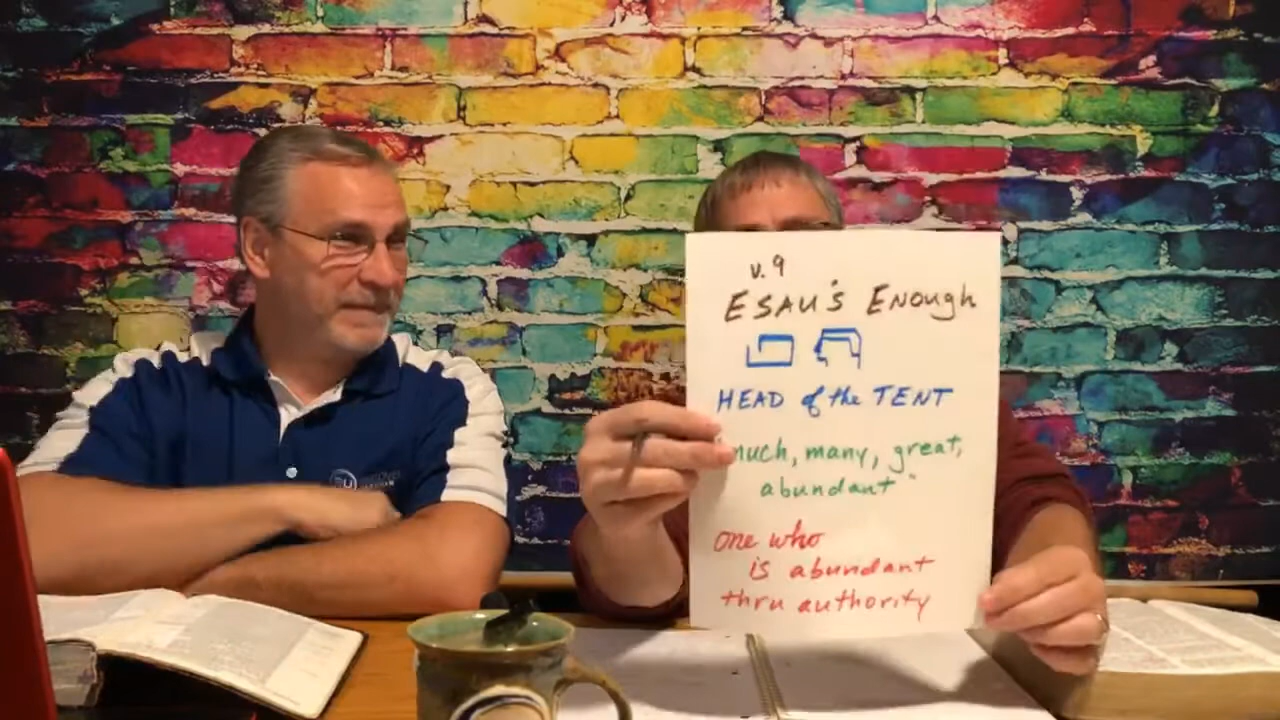 v. 9
ESAU'S ENOUGH
HEAD of the TENT
much, many, great,
abundant"
one who
is abundant
thru authority